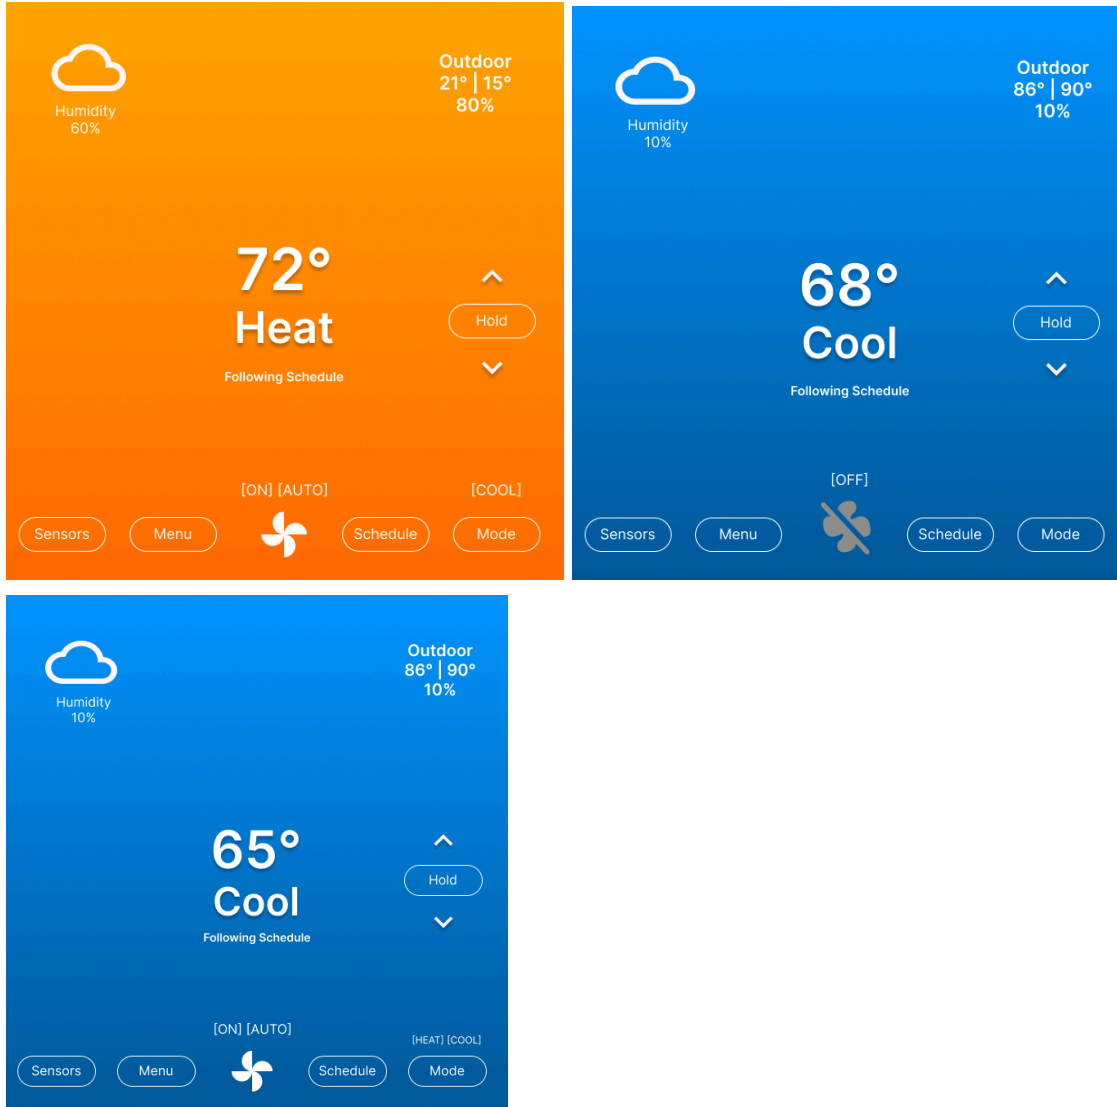 Humidity
60%
Outdoor
21° | 15°
80%
72°
Heat
Following Schedule
Hold
[ON] [AUTO]
[COOL]
Sensors
Menu
Schedule
Mode
Humidity
10%
Outdoor
86° | 90°
10%
68°
Cool
Following Schedule
Hold
[OFF]
Sensors
Menu
Schedule
Mode
Humidity
10%
Outdoor
86° | 90°
10%
65°
Cool
Following Schedule
Hold
[ON] [AUTO]
[HEAT] [COOL]
Sensors
Menu
Schedule
Mode